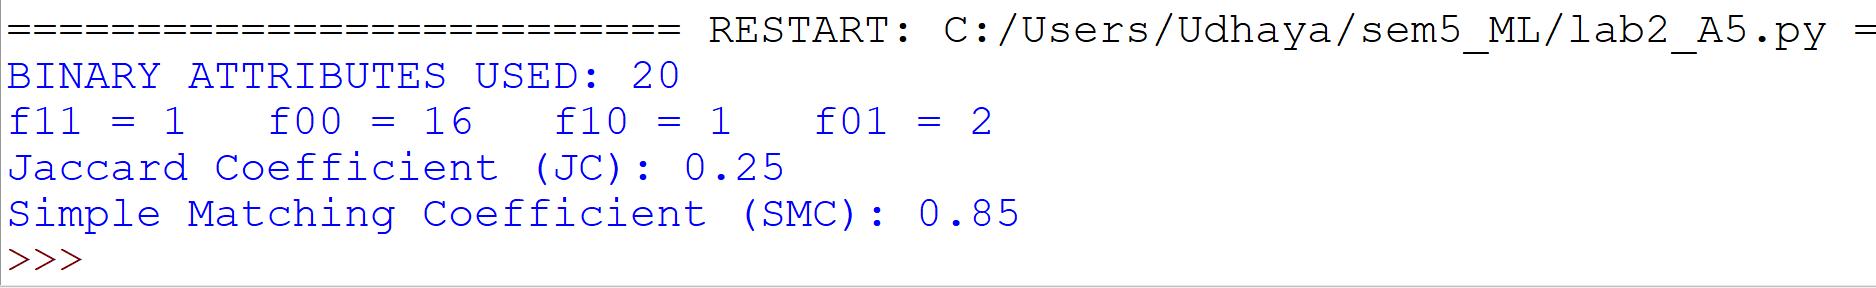 ========================== RESTART: C:/Users/Udhaya/sem5_ML/lab2_A5.py =
BINARY ATTRIBUTES USED: 20
f11 = 1   f00 = 16   f10 = 1   f01 = 2
Jaccard Coefficient (JC): 0.25
Simple Matching Coefficient (SMC): 0.85
>>>